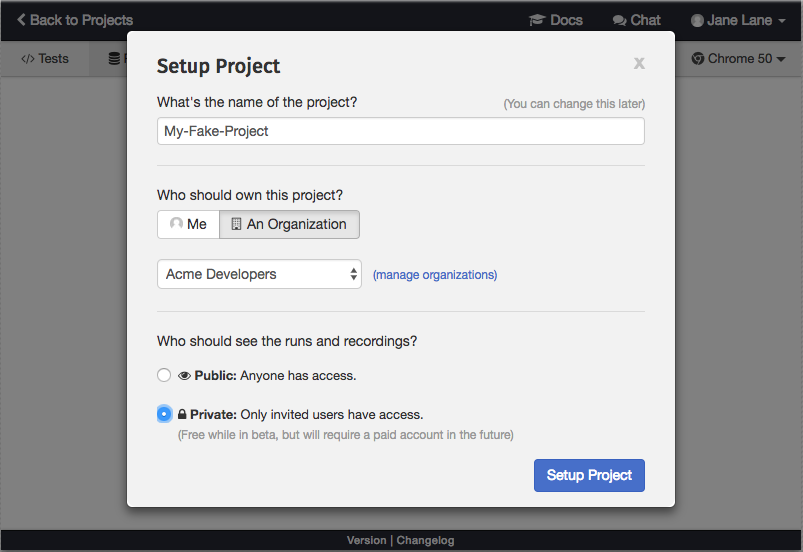 Back to Projects
Docs
Chat
Jane Lane
</> Tests
Chrome 50
Setup Project
x
What's the name of the project?
(You can change this later)
My-Fake-Project
Who should own this project?
Me
An Organization
Acme Developers
(manage organizations)
Who should see the runs and recordings?
Public: Anyone has access.
Private: Only invited users have access.
(Free while in beta, but will require a paid account in the future)
Setup Project
Version | Changelog